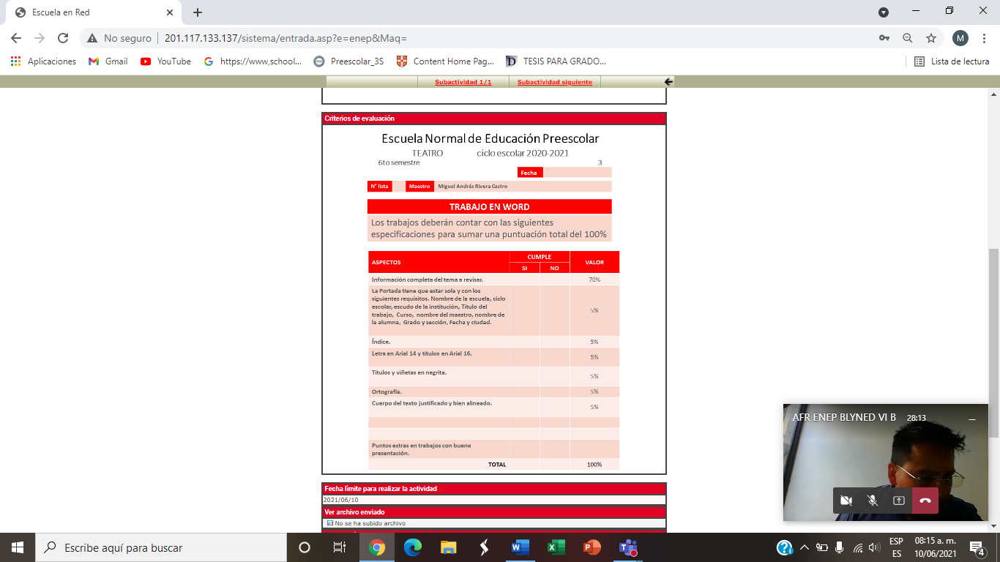 Escuela en Red
No seguro | 201.117.133.137/sistema/entrada.asp?e=enep&Maq=
M
Aplicaciones Gmail YouTube https://www,school... Preescolar_3S Content Home Pag... TESIS PARA GRADO... Lista de lectura
Subactividad 1/1 Subactividad siguiente
Criterios de evaluación
Escuela Normal de Educación Preescolar
TEATRO ciclo escolar 2020-2021
6to semestre 3
Fecha
N° lista Maestro Miguel Andrés Rivera Castro
TRABAJO EN WORD
Los trabajos deberán contar con las siguientes
especificaciones para sumar una puntuación total del 100%
ASPECTOS CUMPLE VALOR
SI NO
Información completa del tema a revisar. 70%
La Portada tiene que estar sola y con los
siguientes requisitos. Nombre de la escuela, ciclo
escolar, escudo de la institución, Título del
trabajo, Curso, nombre del maestro, nombre de
la alumna, Grado y sección, Fecha y ciudad.
5%
Índice. 5%
Letra en Arial 14 y títulos en Arial 16. 5%
Títulos y viñetas en negrita. 5%
Ortografía. 5%
Cuerpo del texto justificado y bien alineado. 5%
Puntos extras en trabajos con buena
presentación.
TOTAL 100%
Fecha límite para realizar la actividad
2021/06/10
Ver archivo enviado
No se ha subido archivo
AFR ENEP BLYNED VI B 28:13
Escribe aquí para buscar
ESP
ES
08:15 a. m.
10/06/2021
4